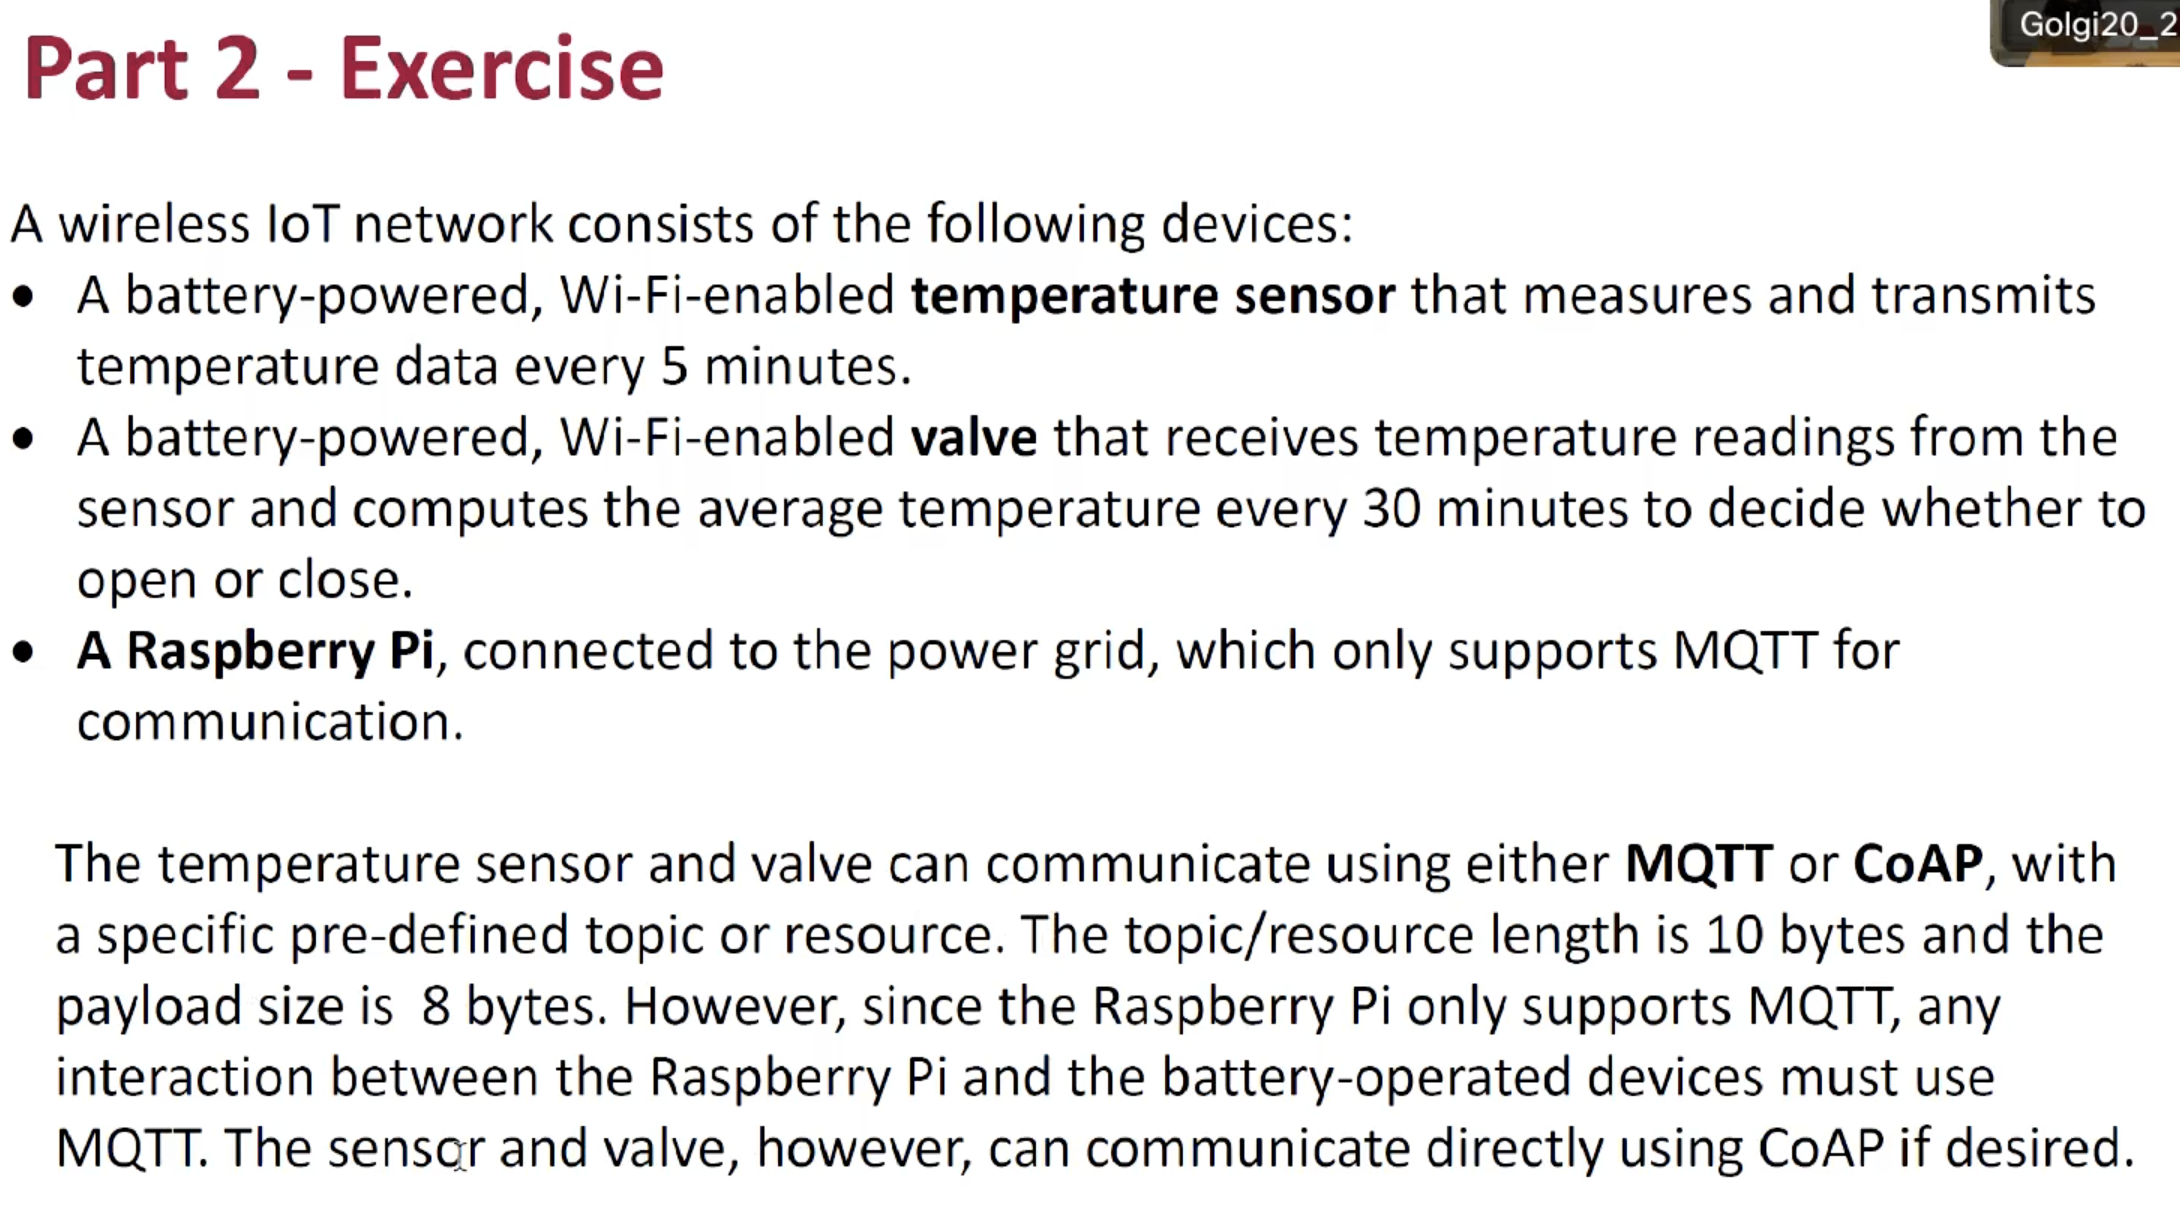 Golgi20_2
Part 2 - Exercise
A wireless IoT network consists of the following devices:
• A battery-powered, Wi-Fi-enabled temperature sensor that measures and transmits
temperature data every 5 minutes.
• A battery-powered, Wi-Fi-enabled valve that receives temperature readings from the
sensor and computes the average temperature every 30 minutes to decide whether to
open or close.
• A Raspberry Pi, connected to the power grid, which only supports MQTT for
communication.
The temperature sensor and valve can communicate using either MQTT or CoAP, with
a specific pre-defined topic or resource. The topic/resource length is 10 bytes and the
payload size is 8 bytes. However, since the Raspberry Pi only supports MQTT, any
interaction between the Raspberry Pi and the battery-operated devices must use
MQTT. The sensor and valve, however, can communicate directly using CoAP if desired.